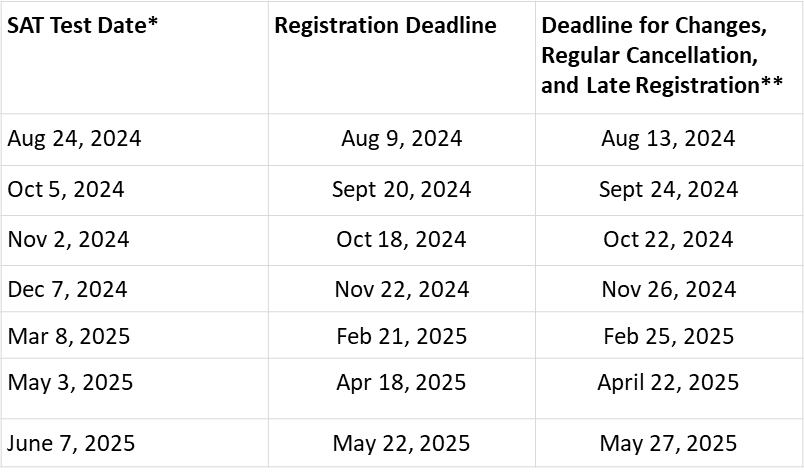 SAT Test Date*
Registration Deadline
Deadline for Changes,
Regular Cancellation,
and Late Registration**
Aug 24, 2024 Aug 9, 2024 Aug 13, 2024
Oct 5, 2024 Sept 20, 2024 Sept 24, 2024
Nov 2, 2024 Oct 18, 2024 Oct 22, 2024
Dec 7, 2024 Nov 22, 2024 Nov 26, 2024
Mar 8, 2025 Feb 21, 2025 Feb 25, 2025
May 3, 2025 Apr 18, 2025 April 22, 2025
June 7, 2025 May 22, 2025 May 27, 2025